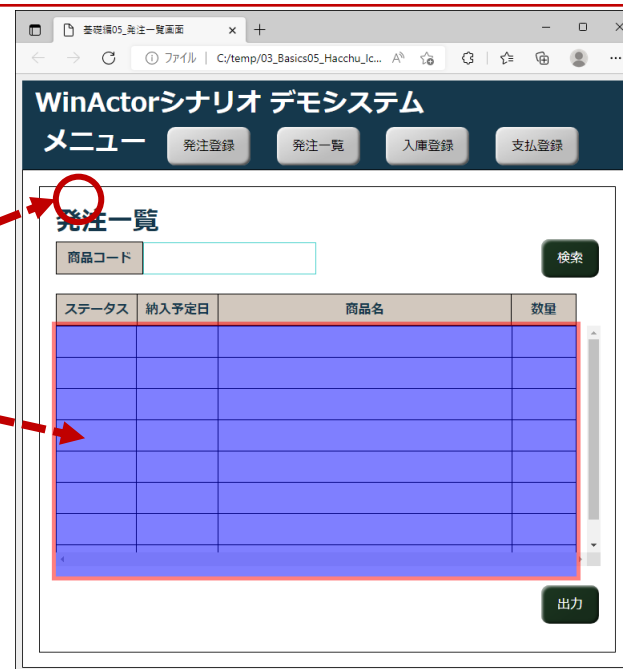 基礎編05_発注一覧画面
ファイル | C:/temp/03_Basics05_Hacchu_Ic...
WinActorシナリオ デモシステム
メニュー 発注登録 発注一覧 入庫登録 支払登録
発注一覧
商品コード 検索
ステータス 納入予定日 商品名 数量
出力